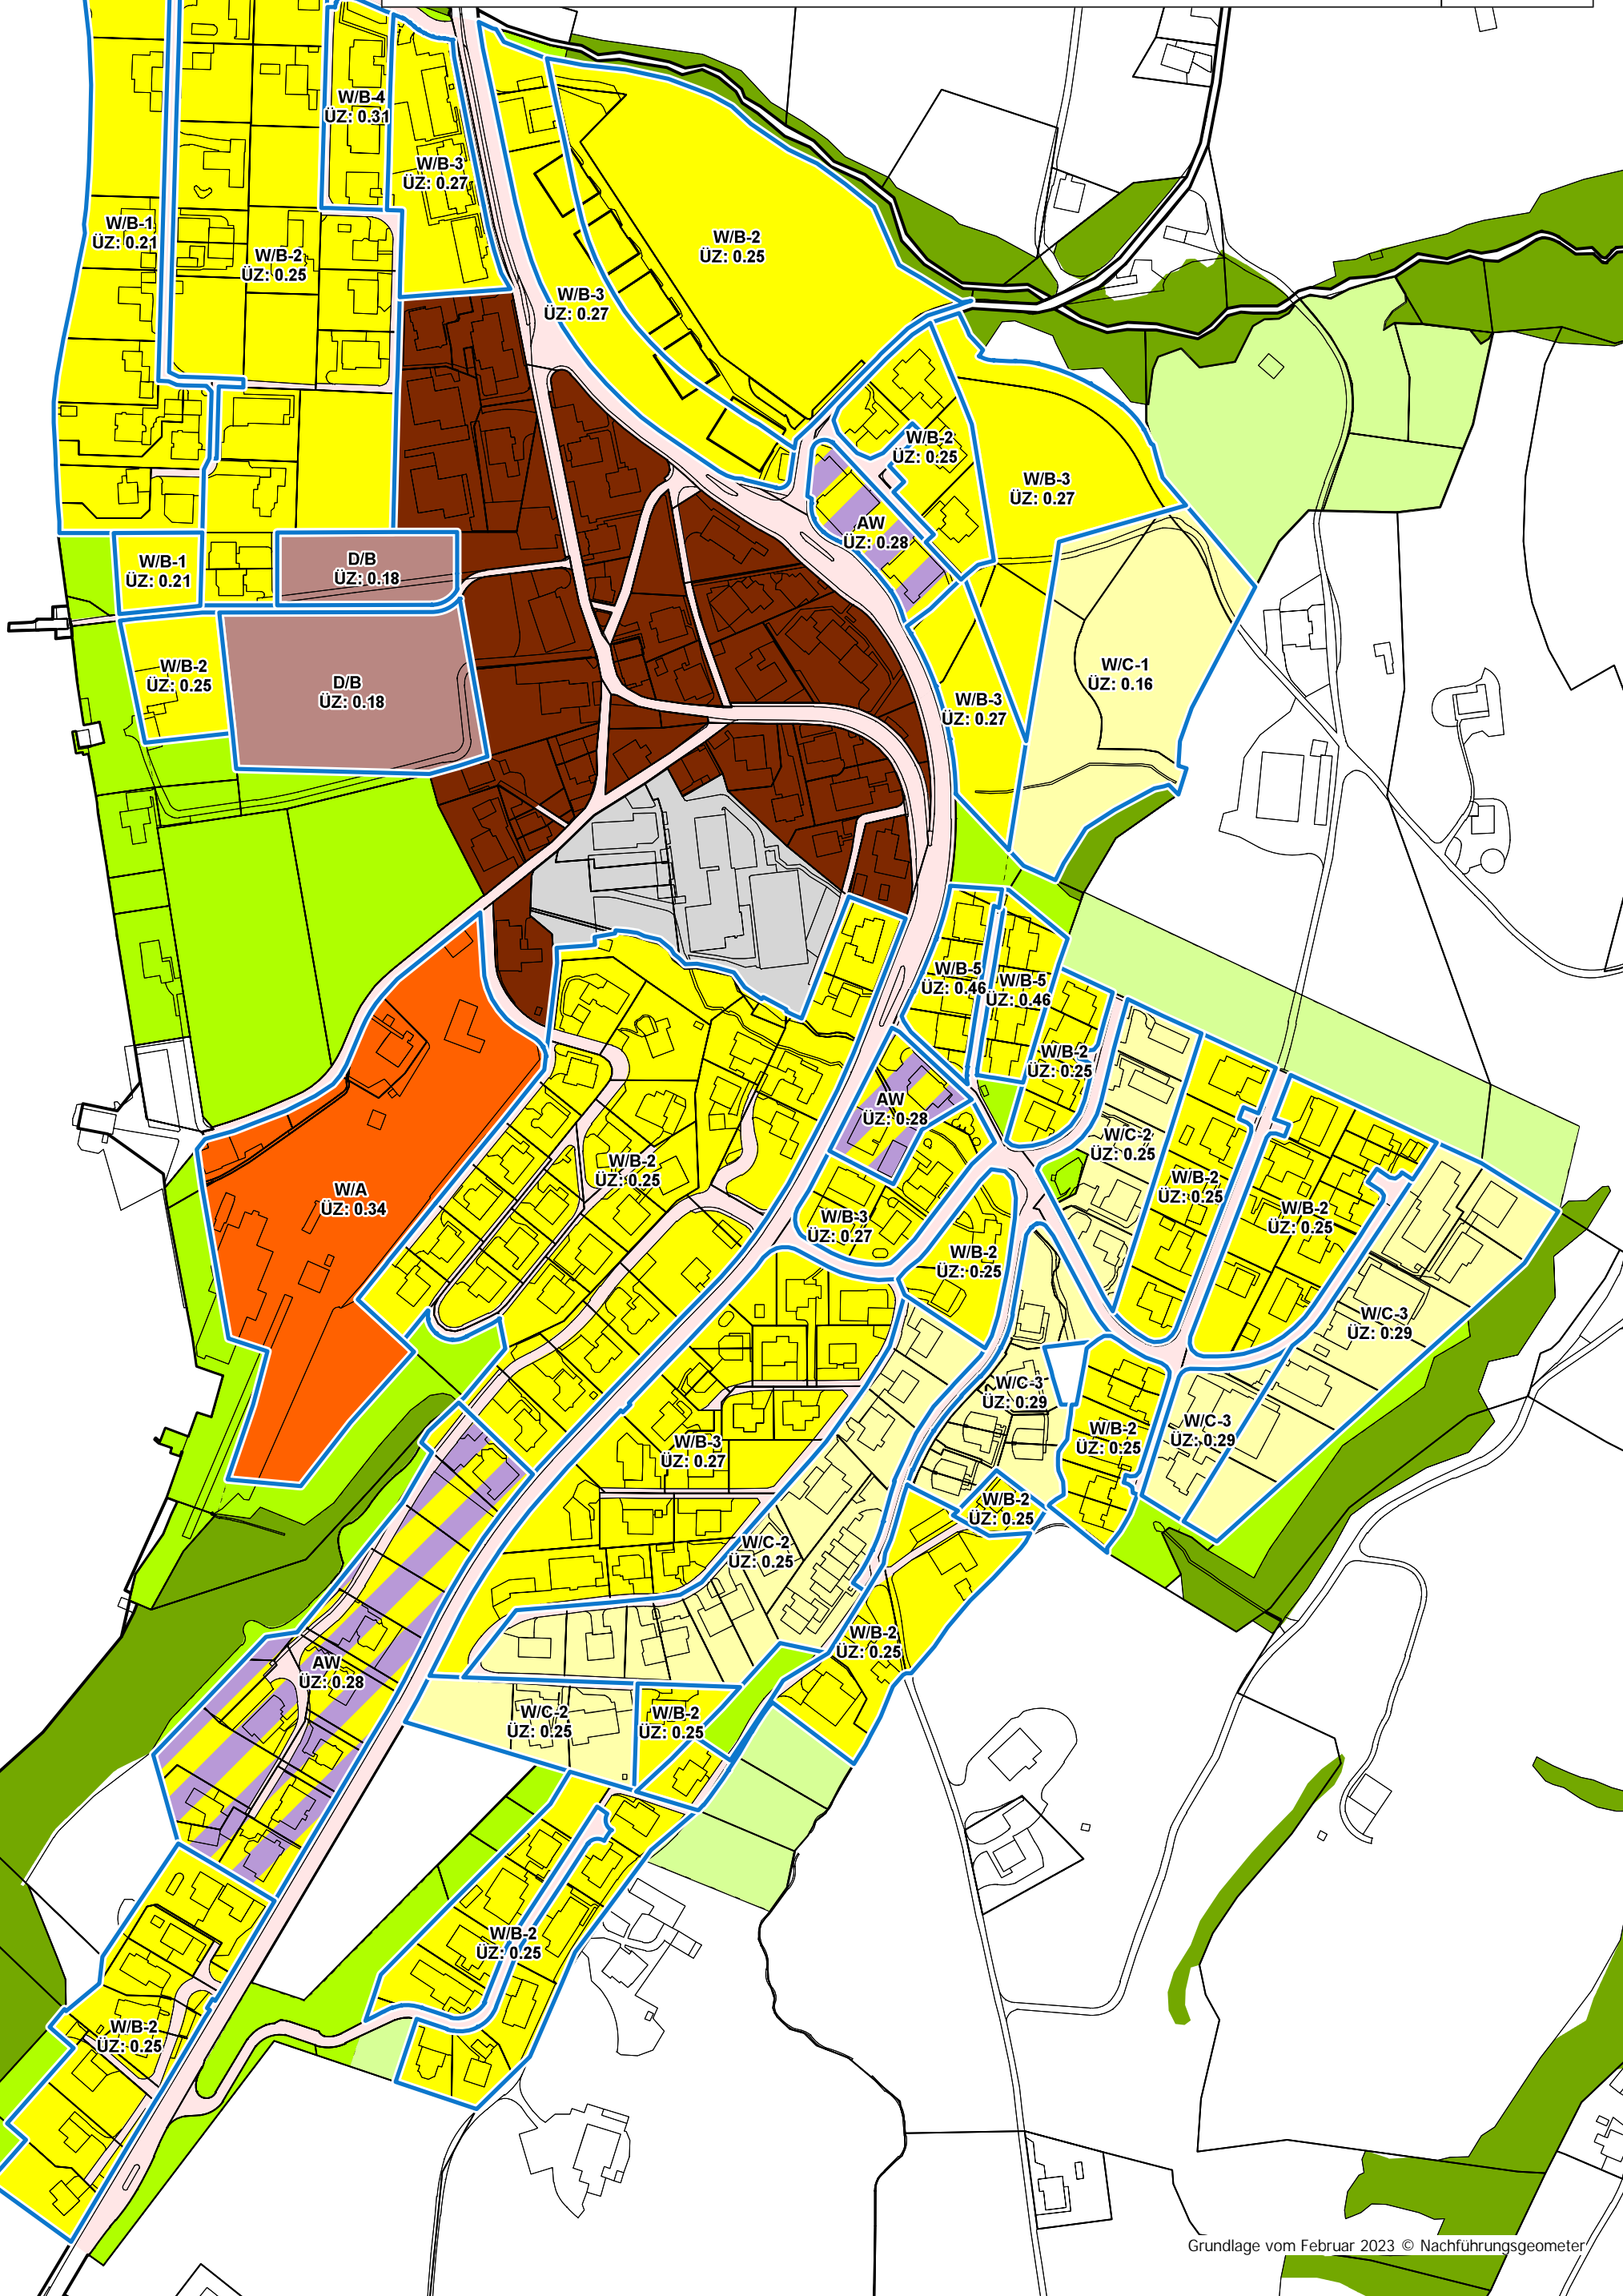 W/B-4
ÜZ: 0.31
W/B-3
ÜZ: 0.27
W/B-1
ÜZ: 0.21
W/B-2
ÜZ: 0.25
W/B-2
ÜZ: 0.25
W/B-3
ÜZ: 0.27
W/B-2
ÜZ: 0.25
W/B-3
ÜZ: 0.27
AW
ÜZ: 0.28
W/B-1
ÜZ: 0.21
D/B
ÜZ: 0.18
W/B-2
ÜZ: 0.25
D/B
ÜZ: 0.18
W/C-1
ÜZ: 0.16
W/B-3
ÜZ: 0.27
W/B-5
ÜZ: 0.46
W/B-5
ÜZ: 0.46
W/B-2
ÜZ: 0.25
AW
ÜZ: 0.28
W/C-2
ÜZ: 0.25
W/B-2
ÜZ: 0.25
W/B-2
ÜZ: 0.25
W/A
ÜZ: 0.34
W/B-2
ÜZ: 0.25
W/B-3
ÜZ: 0.27
W/B-2
ÜZ: 0.25
W/C-3
ÜZ: 0.29
W/C-3
ÜZ: 0.29
W/B-2
ÜZ: 0.25
W/C-3
ÜZ: 0.29
W/B-3
ÜZ: 0.27
W/B-2
ÜZ: 0.25
W/C-2
ÜZ: 0.25
W/B-2
ÜZ: 0.25
AW
ÜZ: 0.28
W/C-2
ÜZ: 0.25
W/B-2
ÜZ: 0.25
W/B-2
ÜZ: 0.25
W/B-2
ÜZ: 0.25
Grundlage vom Februar 2023 © Nachführungsgeometer